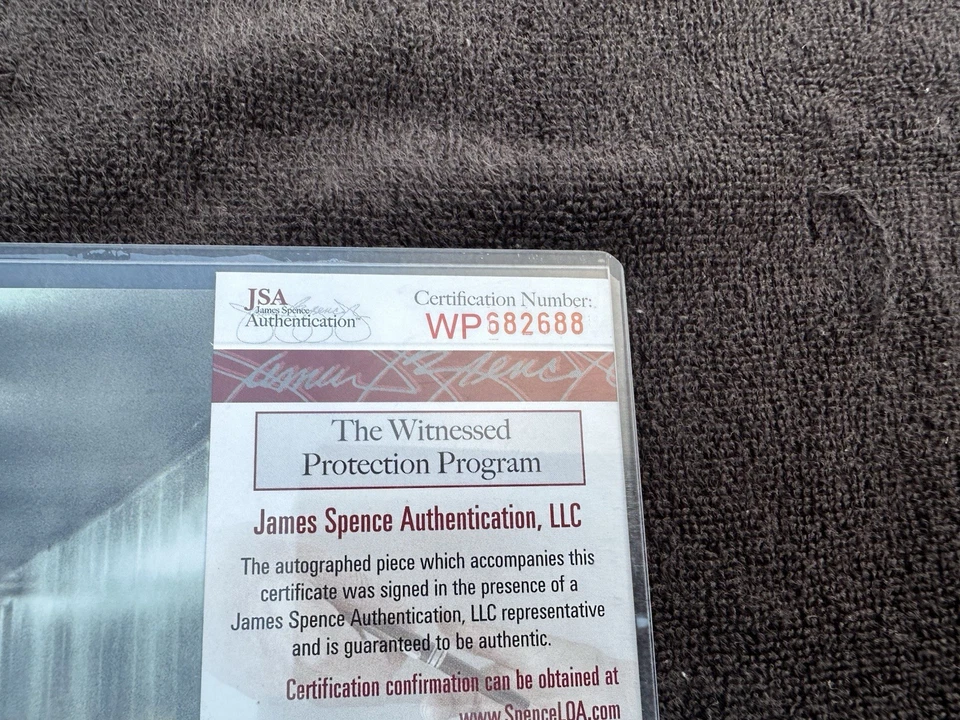 JSA
James Spence
Authentication
Certification Number:
WP682688
James Spence
The Witnessed
Protection Program
James Spence Authentication, LLC
The autographed piece which accompanies this
certificate was signed in the presence of a
James Spence Authentication, LLC representative
and is guaranteed to be authentic.
Certification confirmation can be obtained at
www.SpenceLOA.com